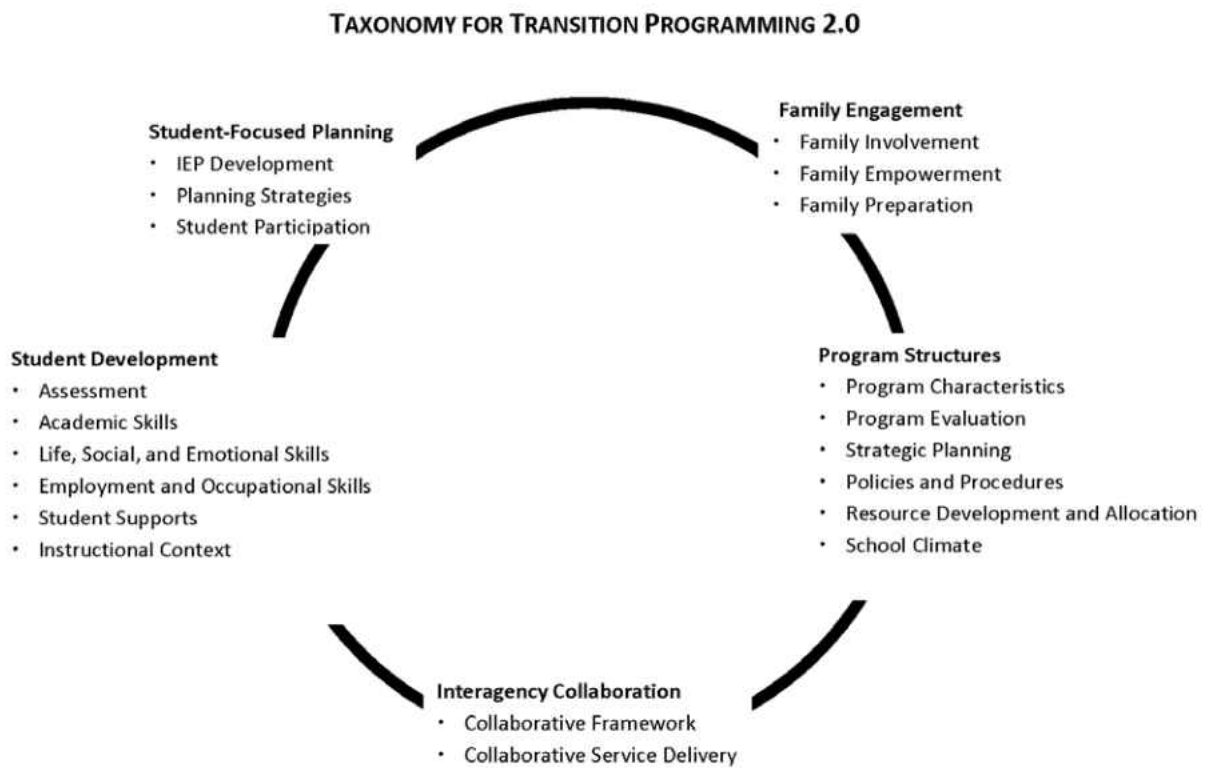 TAXONOMY FOR TRANSITION PROGRAMMING 2.0
Student-Focused Planning
· IEP Development
· Planning Strategies
· Student Participation
Family Engagement
· Family Involvement
· Family Empowerment
· Family Preparation
Student Development
· Assessment
· Academic Skills
· Life, Social, and Emotional Skills
· Employment and Occupational Skills
· Student Supports
· Instructional Context
Program Structures
· Program Characteristics
· Program Evaluation
· Strategic Planning
· Policies and Procedures
· Resource Development and Allocation
· School Climate
Interagency Collaboration
· Collaborative Framework
· Collaborative Service Delivery